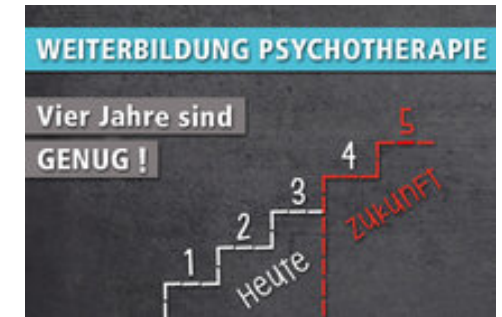 WEITERBILDUNG PSYCHOTHERAPIE
Vier Jahre sind
GENUG !
5
4
3
2
1
Heute
ZUKUNFT